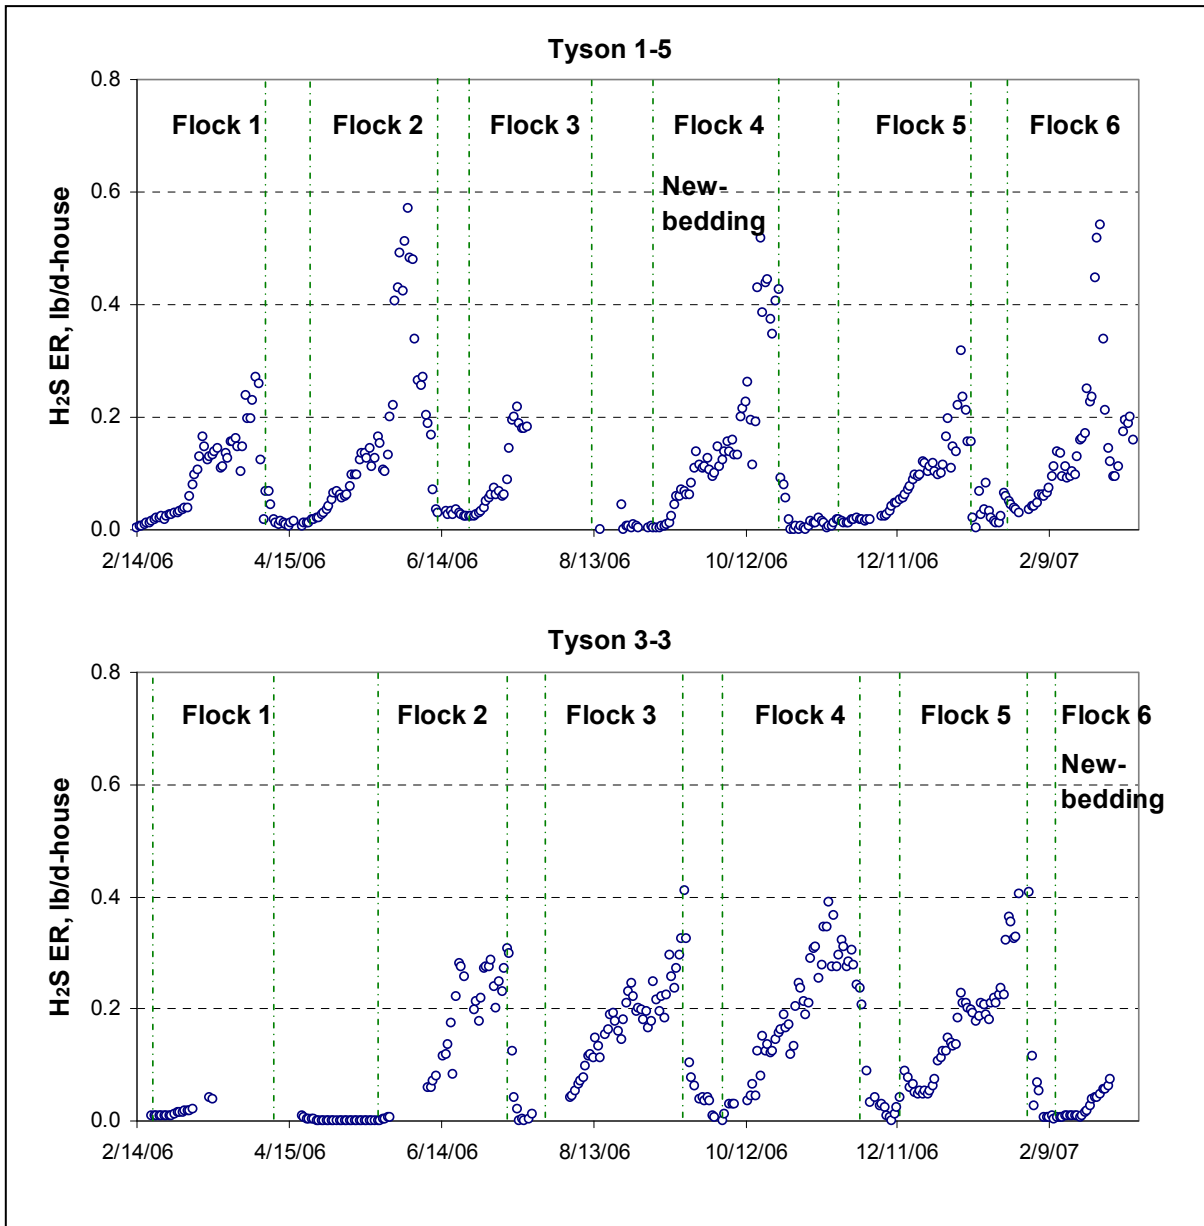 Tyson 1-5
0.8
Flock 1 Flock 2 Flock 3 Flock 4 Flock 5 Flock 6
0.6
New-
bedding
H₂S ER, lb/d-house
0.4
0.2
0.0
2/14/06 4/15/06 6/14/06 8/13/06 10/12/06 12/11/06 2/9/07
Tyson 3-3
0.8
Flock 1 Flock 2 Flock 3 Flock 4 Flock 5 Flock 6
New-
bedding
0.6
H₂S ER, lb/d-house
0.4
0.2
0.0
2/14/06 4/15/06 6/14/06 8/13/06 10/12/06 12/11/06 2/9/07